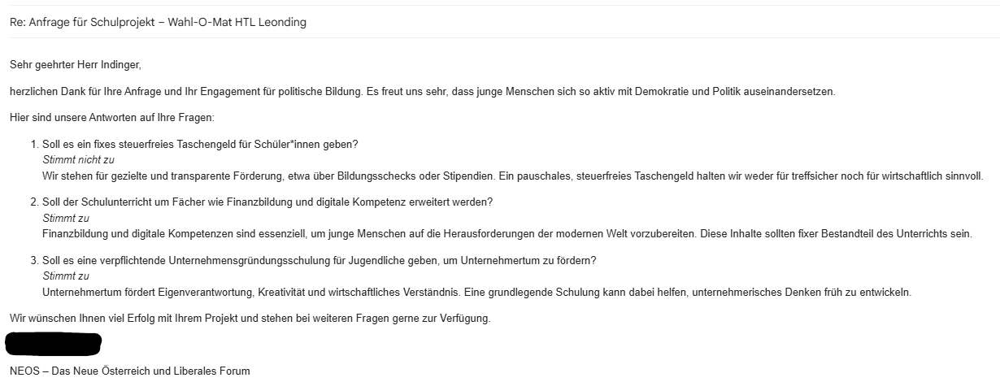 Re: Anfrage für Schulprojekt – Wahl-O-Mat HTL Leonding
Sehr geehrter Herr Indinger,
herzlichen Dank für Ihre Anfrage und Ihr Engagement für politische Bildung. Es freut uns sehr, dass junge Menschen sich so aktiv mit Demokratie und Politik auseinandersetzen.
Hier sind unsere Antworten auf Ihre Fragen:
1. Soll es ein fixes steuerfreies Taschengeld für Schüler*innen geben?
Stimmt nicht zu
Wir stehen für gezielte und transparente Förderung, etwa über Bildungsschecks oder Stipendien. Ein pauschales, steuerfreies Taschengeld halten wir weder für treffsicher noch für wirtschaftlich sinnvoll.
2. Soll der Schulunterricht um Fächer wie Finanzbildung und digitale Kompetenz erweitert werden?
Stimmt zu
Finanzbildung und digitale Kompetenzen sind essenziell, um junge Menschen auf die Herausforderungen der modernen Welt vorzubereiten. Diese Inhalte sollten fixer Bestandteil des Unterrichts sein.
3. Soll es eine verpflichtende Unternehmensgründungsschulung für Jugendliche geben, um Unternehmertum zu fördern?
Stimmt zu
Unternehmertum fördert Eigenverantwortung, Kreativität und wirtschaftliches Verständnis. Eine grundlegende Schulung kann dabei helfen, unternehmerisches Denken früh zu entwickeln.
Wir wünschen Ihnen viel Erfolg mit Ihrem Projekt und stehen bei weiteren Fragen gerne zur Verfügung.
NEOS – Das Neue Österreich und Liberales Forum